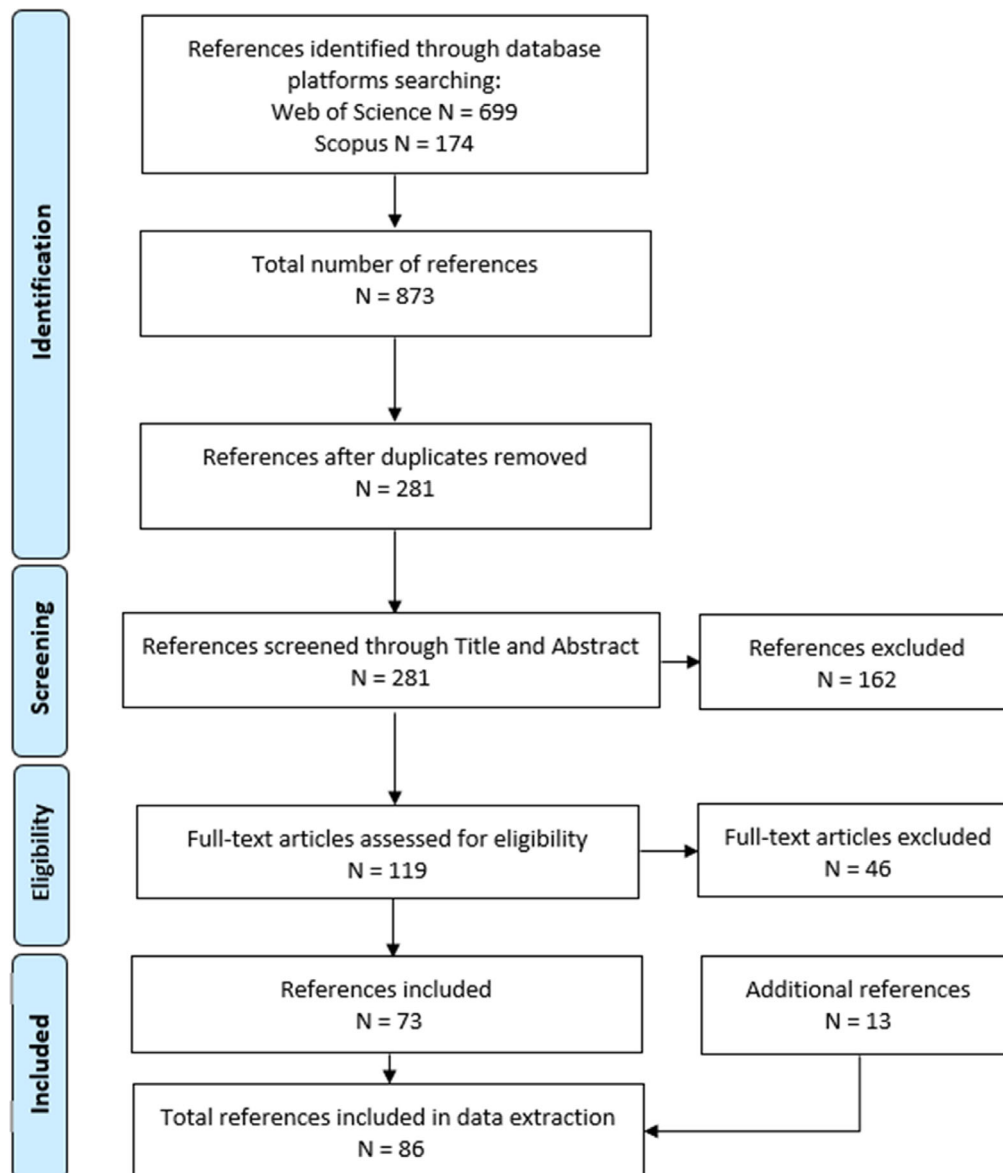 Identification
References identified through database
platforms searching:
Web of Science N = 699
Scopus N = 174
Total number of references
N = 873
References after duplicates removed
N = 281
Screening
References screened through Title and Abstract
N = 281
References excluded
N = 162
Eligibility
Full-text articles assessed for eligibility
N = 119
Full-text articles excluded
N = 46
Included
References included
N = 73
Additional references
N = 13
Total references included in data extraction
N = 86